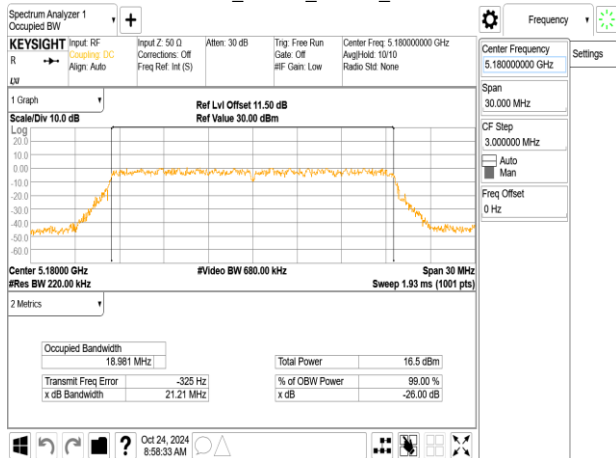 Spectrum Analyzer 1
Occupied BW
Frequency
KEYSIGHT
R
LXI
Input: RF
Coupling: DC
Align: Auto
Input Z: 50 Ω
Corrections: Off
Freq Ref: Int (S)
Atten: 30 dB
Trig: Free Run
Gate: Off
#IF Gain: Low
Center Freq: 5.180000000 GHz
Avg|Hold: 10/10
Radio Std: None
Center Frequency
5.180000000 GHz
Settings
Span
30.000 MHz
CF Step
3.000000 MHz
Auto
Man
Freq Offset
0 Hz
1 Graph
Scale/Div 10.0 dB
Ref Lvl Offset 11.50 dB
Ref Value 30.00 dBm
Log
20.0
10.0
0.00
-10.0
-20.0
-30.0
-40.0
-50.0
-60.0
Center 5.18000 GHz
#Video BW 680.00 kHz
Span 30 MHz
#Res BW 220.00 kHz
Sweep 1.93 ms (1001 pts)
2 Metrics
Occupied Bandwidth
18.981 MHz
Transmit Freq Error -325 Hz
x dB Bandwidth 21.21 MHz
Total Power 16.5 dBm
% of OBW Power 99.00 %
x dB -26.00 dB
?
Oct 24, 2024
8:58:33 AM